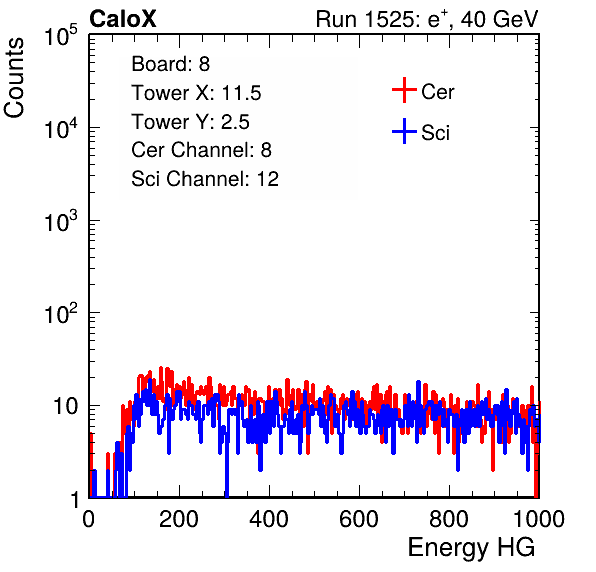 CaloX Run 1525: e⁺, 40 GeV
Counts
10⁵
10⁴
10³
10²
10
1
Board: 8
Tower X: 11.5
Tower Y: 2.5
Cer Channel: 8
Sci Channel: 12
Cer
Sci
0 200 400 600 800 1000
Energy HG